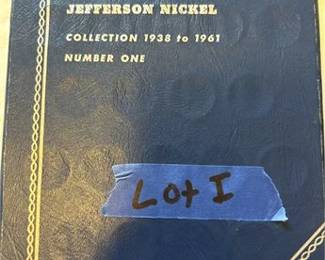 JEFFERSON NICKEL
COLLECTION 1938 to 1961
NUMBER ONE
Lot I